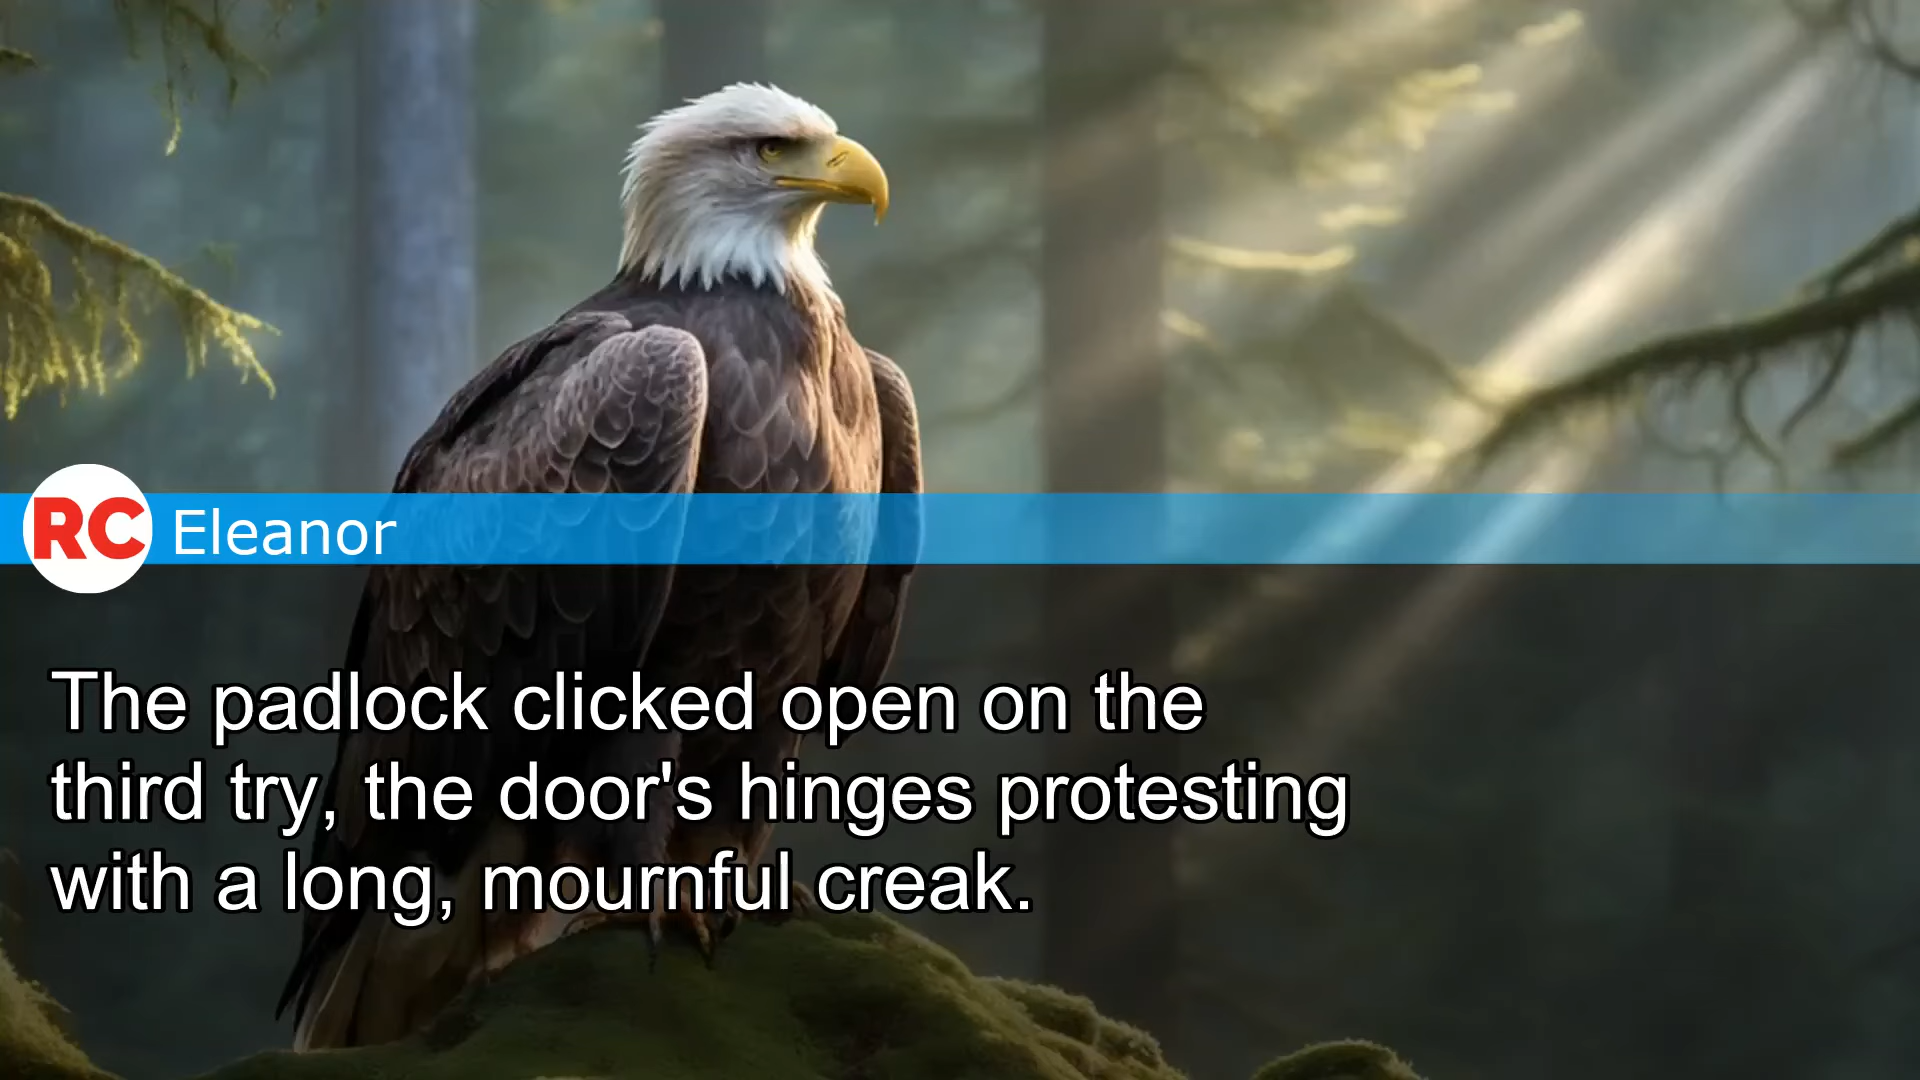 RC Eleanor
The padlock clicked open on the
third try, the door's hinges protesting
with a long, mournful creak.